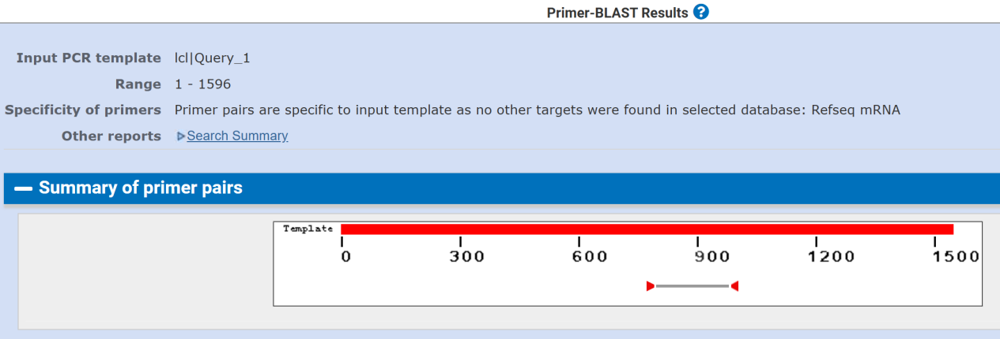 Primer-BLAST Results ?
Input PCR template lcl|Query_1
Range 1 - 1596
Specificity of primers Primer pairs are specific to input template as no other targets were found in selected database: Refseq mRNA
Other reports Search Summary
Summary of primer pairs
Template
0 300 600 900 1200 1500